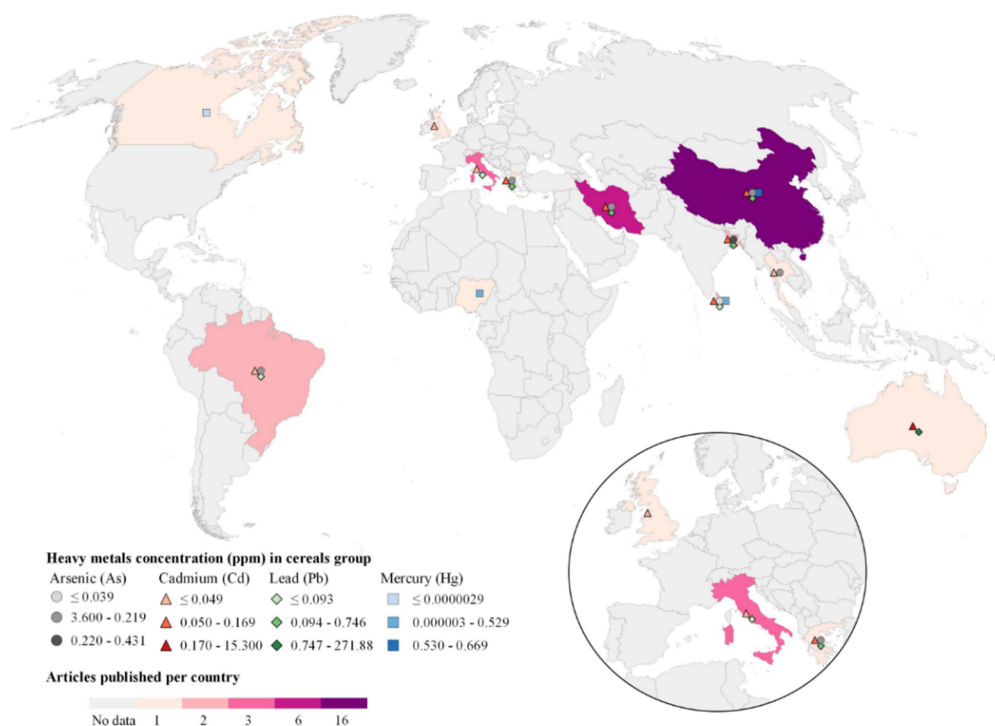 Heavy metals concentration (ppm) in cereals group
Arsenic (As) Cadmium (Cd) Lead (Pb) Mercury (Hg)
≤ 0.039 ≤ 0.049 ≤ 0.093 ≤ 0.0000029
3.600 - 0.219 0.050 - 0.169 0.094 - 0.746 0.000003 - 0.529
0.220 - 0.431 0.170 - 15.300 0.747 - 271.88 0.530 - 0.669
Articles published per country
No data 1 2 3 6 16